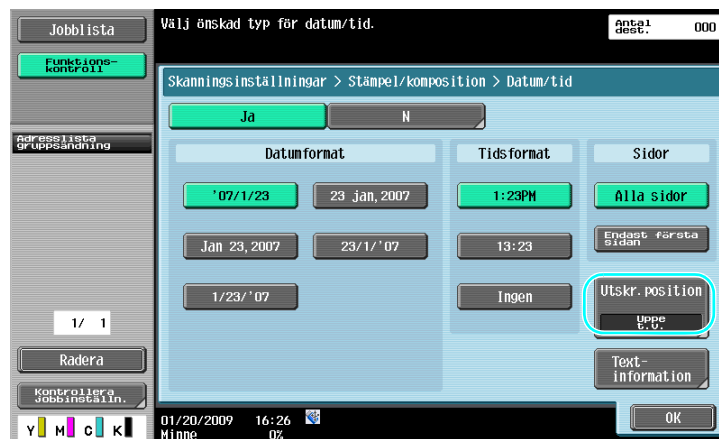 Jobblista
Välj önskad typ för datum/tid.
Antal
dest.
000
Funktions-
kontroll
Skanningsinställningar > Stämpel/komposition > Datum/tid
Ja
N
Adresslista
gruppsändning
Datumformat
Tidsformat
Sidor
'07/1/23
23 jan,2007
1:23PM
Alla sidor
Jan 23,2007
23/1/'07
13:23
Endast första
sidan
1/23/'07
Ingen
Utskr.position
Uppe
t.v.
1/ 1
Radera
Text-
information
Kontrollera
jobbinställn.
Y M C K
01/20/2009 16:26
Minne 0%
OK